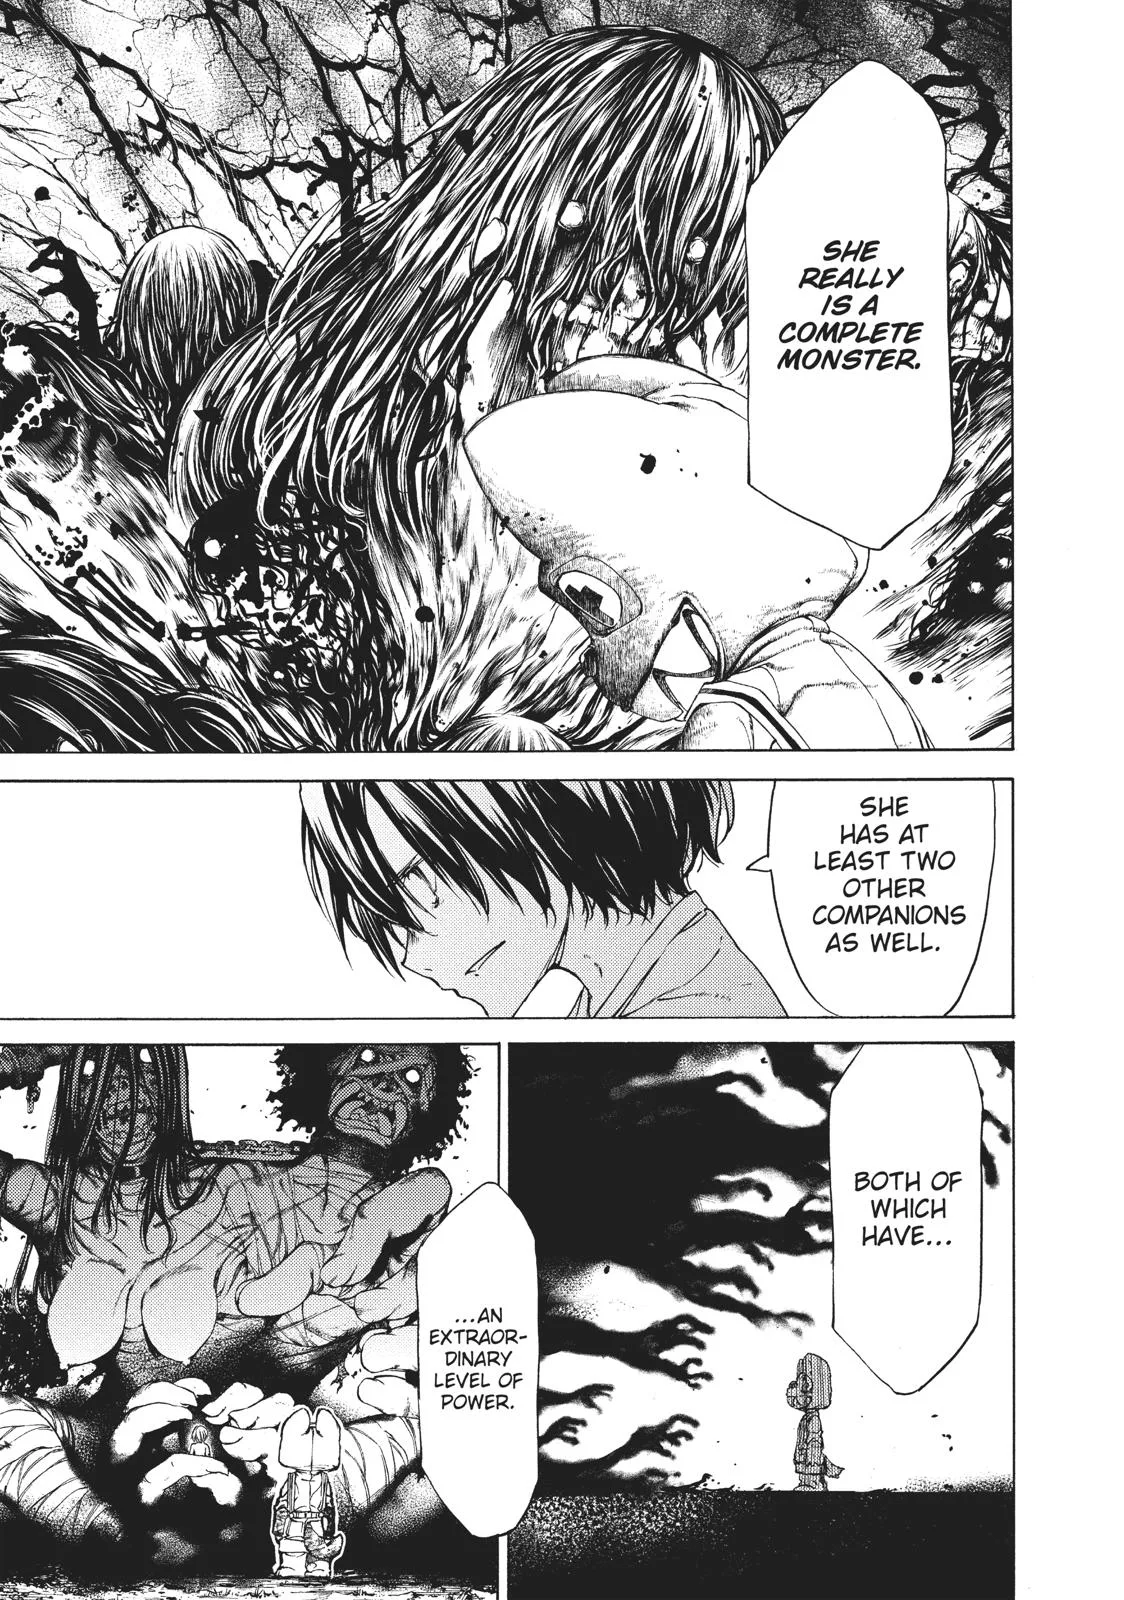 SHE
REALLY
IS A
COMPLETE
MONSTER.
SHE
HAS AT
LEAST TWO
OTHER
COMPANIONS
AS WELL.
BOTH OF
WHICH
HAVE...
...AN
EXTRAOR-
DINARY
LEVEL OF
POWER.